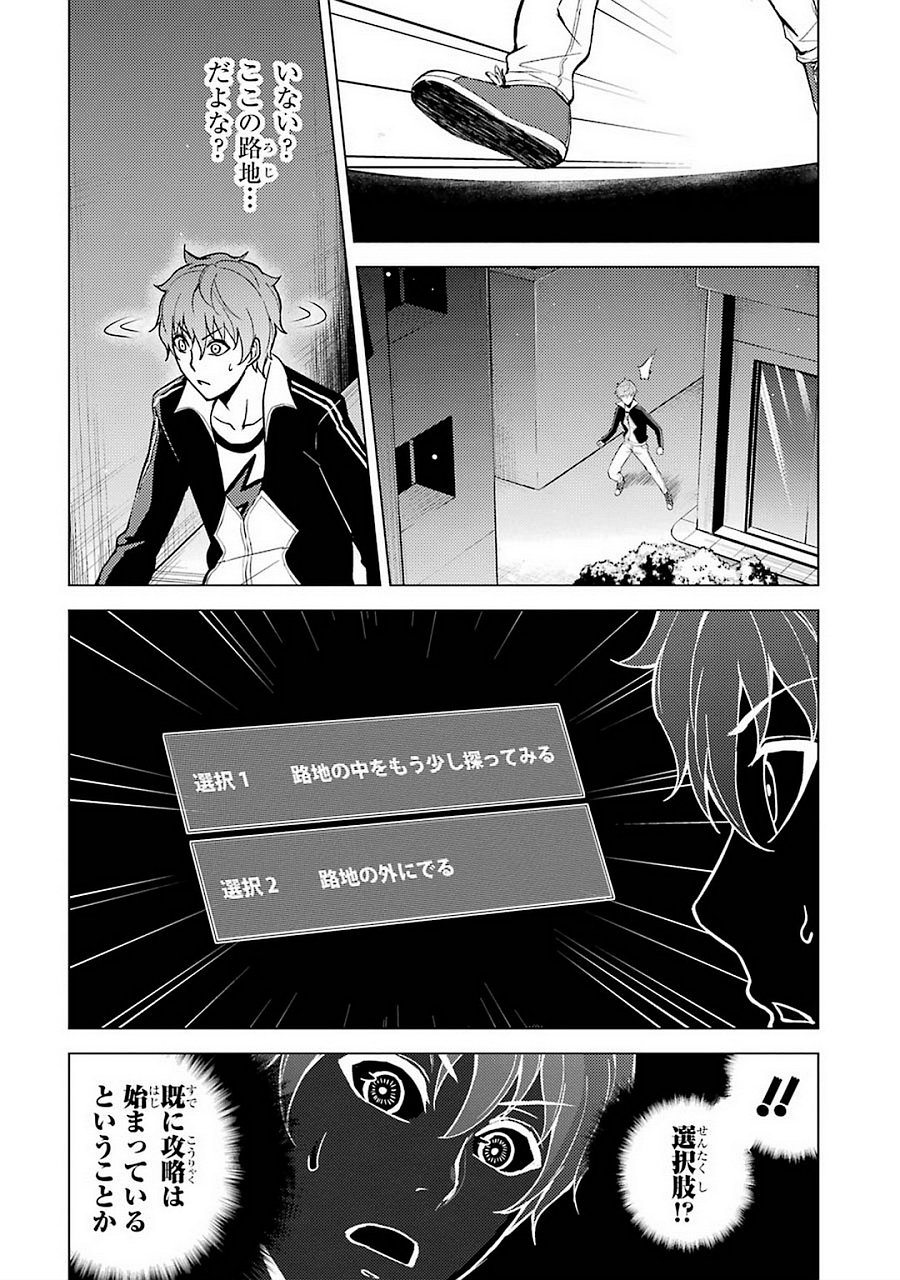 いない?
ここの路地…
だよな?
選択1 路地の中をもう少し探ってみる
選択2 路地の外にでる
!!
選択肢!?
既に攻略は
始まっている
ということか